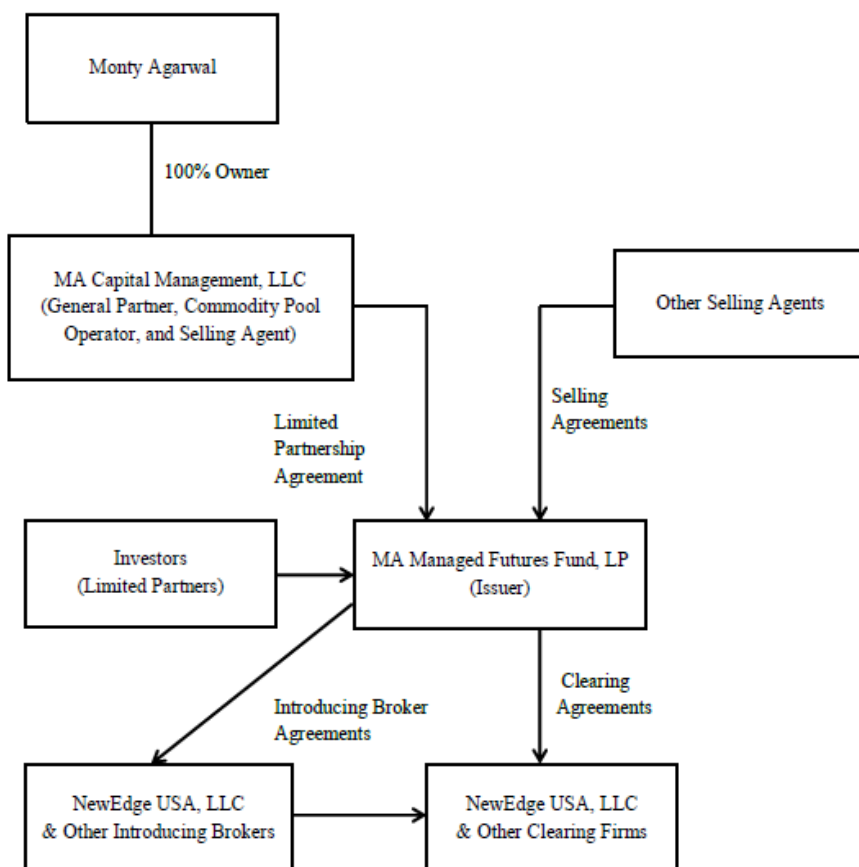 Monty Agarwal
100% Owner
MA Capital Management, LLC
(General Partner, Commodity Pool
Operator, and Selling Agent)
Other Selling Agents
Limited
Partnership
Agreement
Selling
Agreements
Investors
(Limited Partners)
MA Managed Futures Fund, LP
(Issuer)
Introducing Broker
Agreements
Clearing
Agreements
NewEdge USA, LLC
& Other Introducing Brokers
NewEdge USA, LLC
& Other Clearing Firms